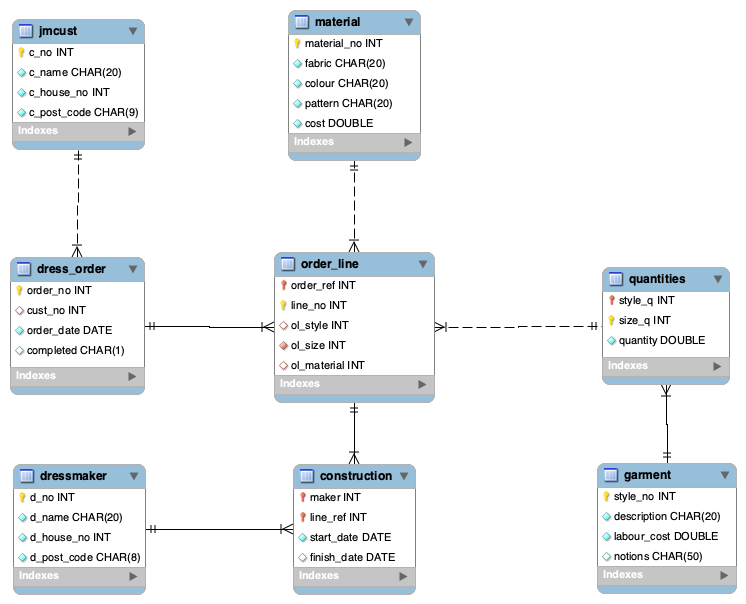 jmcust
c_no INT
c_name CHAR(20)
c_house_no INT
c_post_code CHAR(9)
Indexes
material
material_no INT
fabric CHAR(20)
colour CHAR(20)
pattern CHAR(20)
cost DOUBLE
Indexes
dress_order
order_no INT
cust_no INT
order_date DATE
completed CHAR(1)
Indexes
order_line
order_ref INT
line_no INT
ol_style INT
ol_size INT
ol_material INT
Indexes
quantities
style_q INT
size_q INT
quantity DOUBLE
Indexes
dressmaker
d_no INT
d_name CHAR(20)
d_house_no INT
d_post_code CHAR(8)
Indexes
construction
maker INT
line_ref INT
start_date DATE
finish_date DATE
Indexes
garment
style_no INT
description CHAR(20)
labour_cost DOUBLE
notions CHAR(50)
Indexes